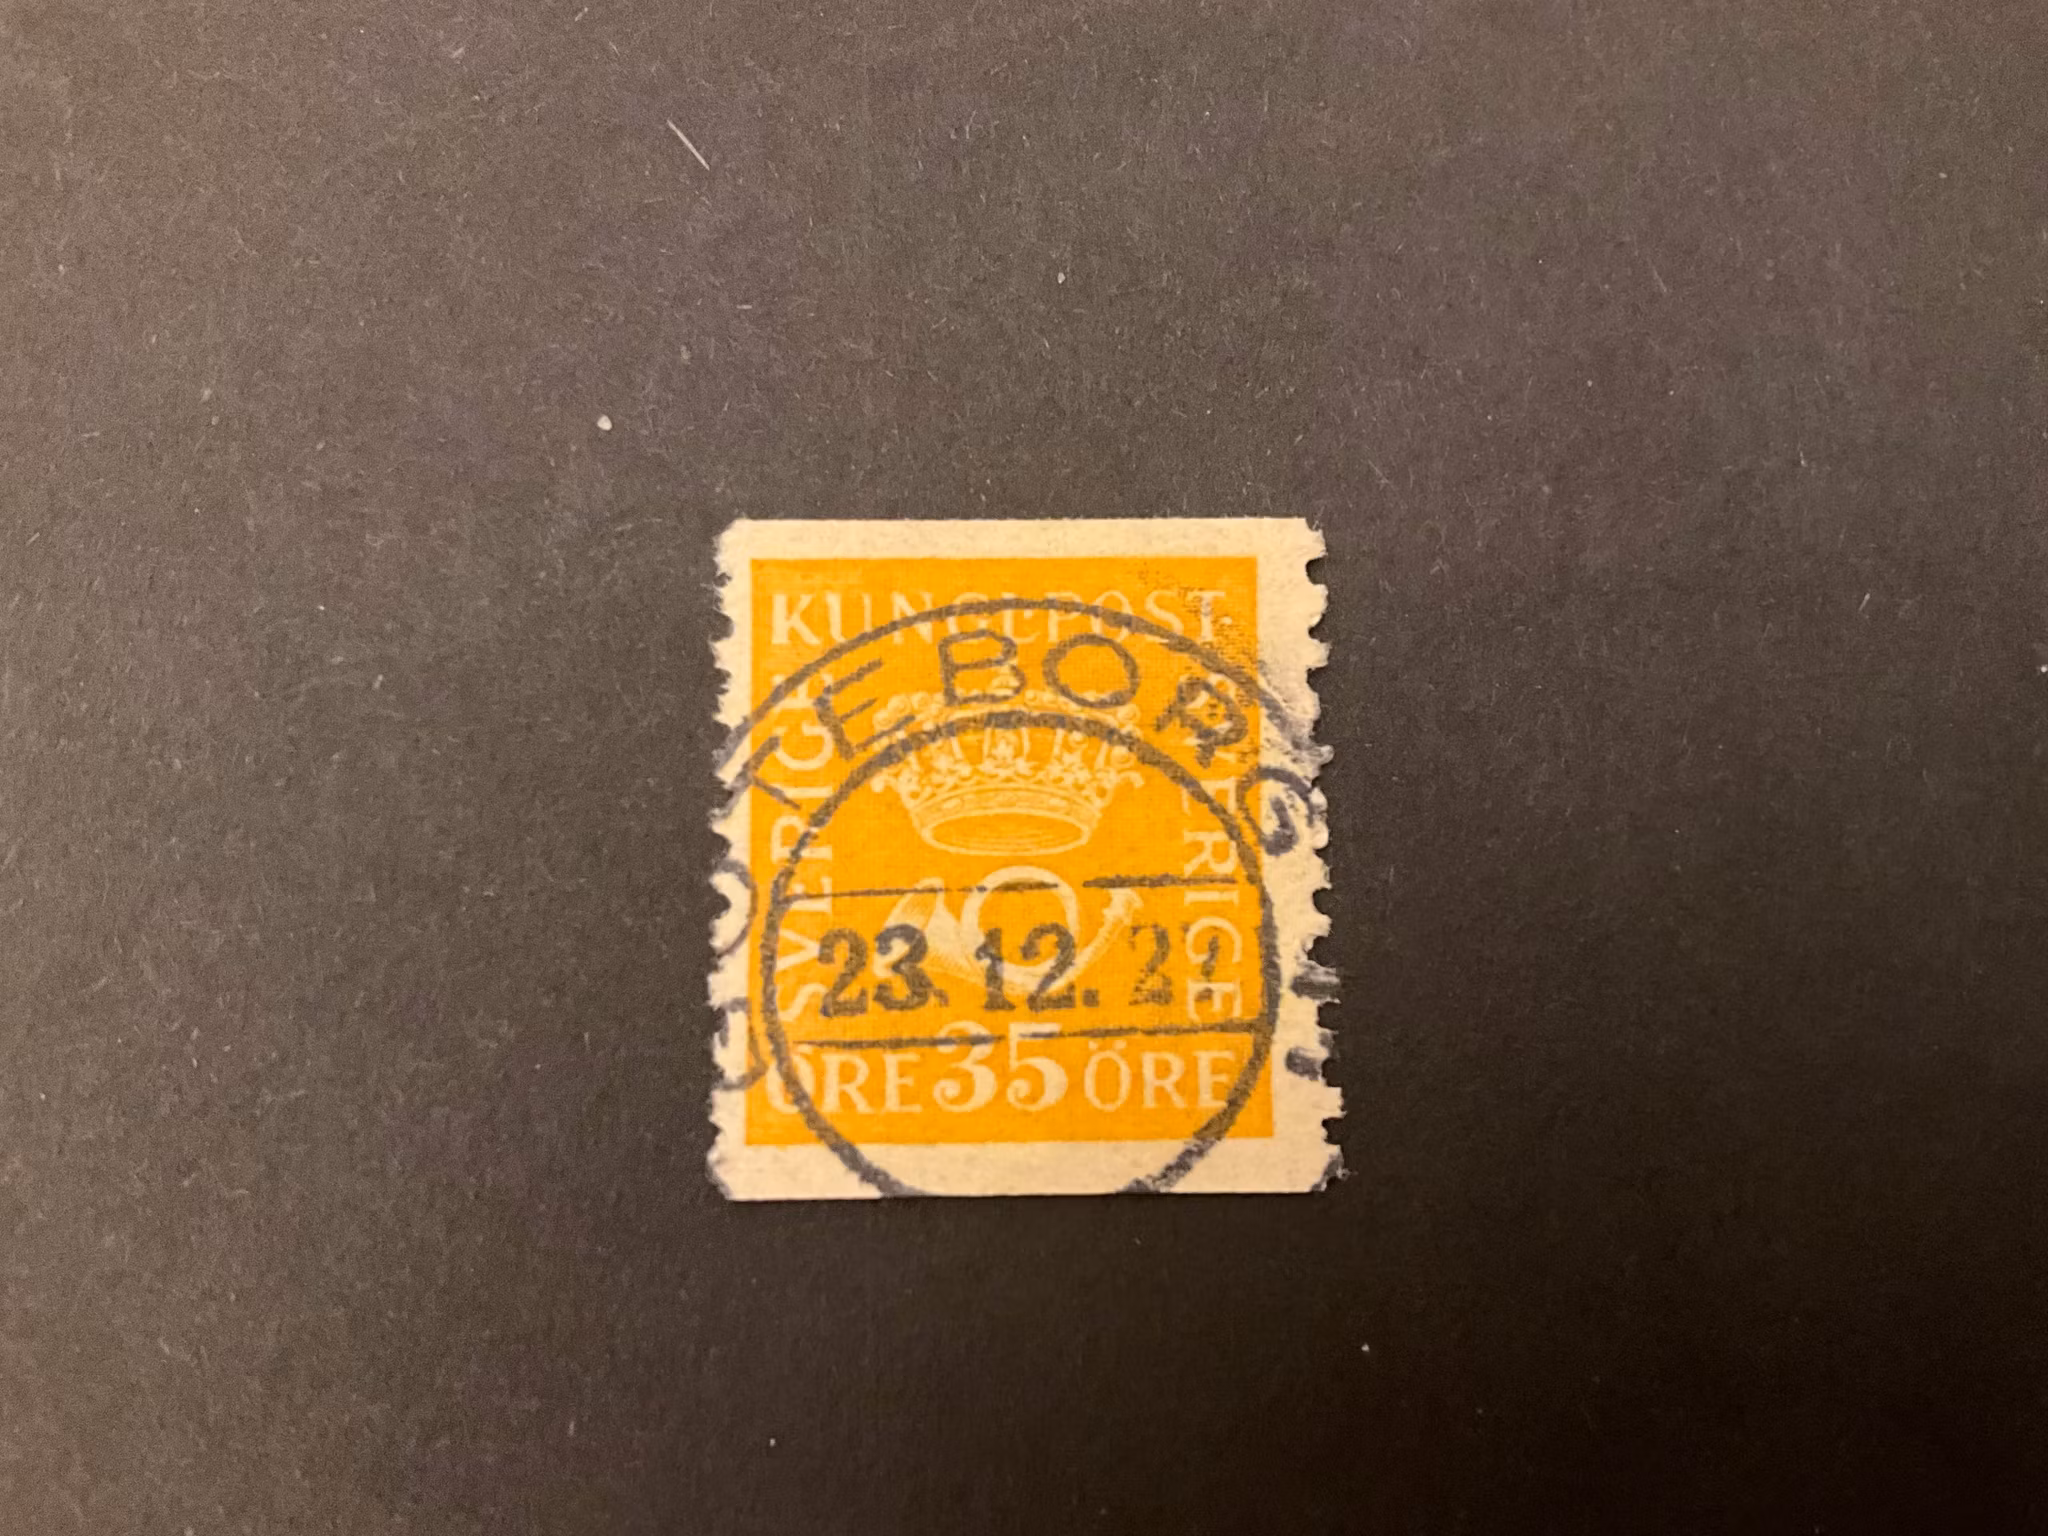 KUNGL·POST
SVERIGE
SVERIGE
GÖTEBORG
23.12.2
ÖRE 35 ÖRE